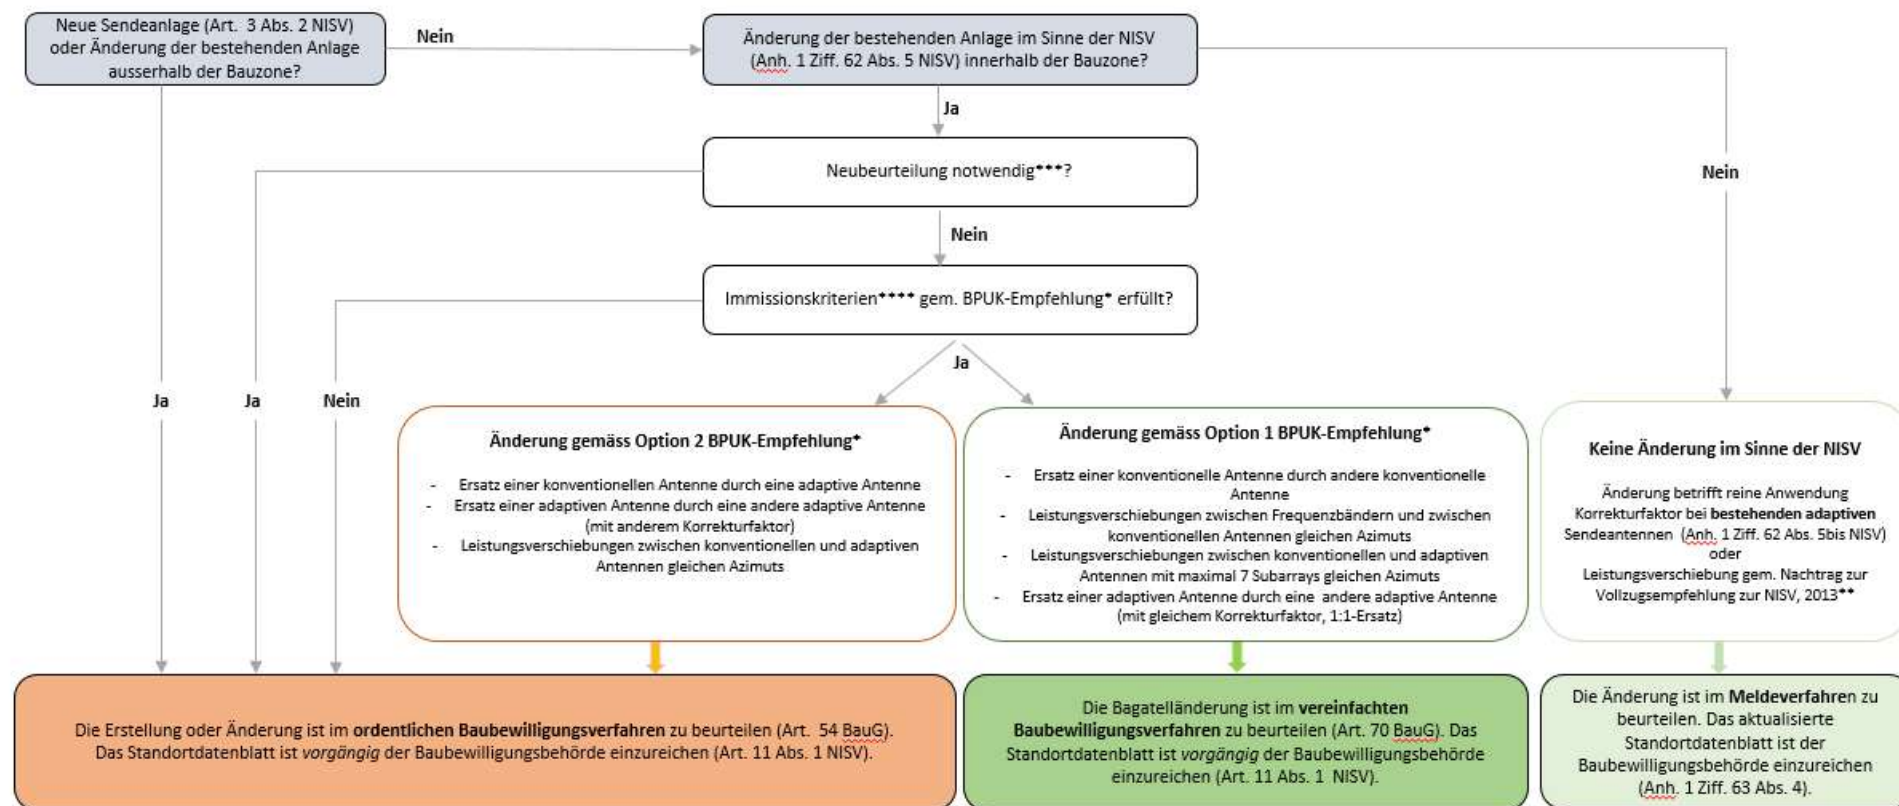 Neue Sendeanlage (Art. 3 Abs. 2 NISV)
oder Änderung der bestehenden Anlage
ausserhalb der Bauzone?
Nein
Änderung der bestehenden Anlage im Sinne der NISV
(Anh. 1 Ziff. 62 Abs. 5 NISV) innerhalb der Bauzone?
Ja
Neubeurteilung notwendig***?
Nein
Nein
Immissionskriterien**** gem. BPUK-Empfehlung* erfüllt?
Ja
Ja
Ja
Nein
Änderung gemäss Option 2 BPUK-Empfehlung*
- Ersatz einer konventionellen Antenne durch eine adaptive Antenne
- Ersatz einer adaptiven Antenne durch eine andere adaptive Antenne
(mit anderem Korrekturfaktor)
- Leistungsverschiebungen zwischen konventionellen und adaptiven
Antennen gleichen Azimuts
Änderung gemäss Option 1 BPUK-Empfehlung*
- Ersatz einer konventionelle Antenne durch andere konventionelle
Antenne
- Leistungsverschiebungen zwischen Frequenzbändern und zwischen
konventionellen Antennen gleichen Azimuts
- Leistungsverschiebungen zwischen konventionellen und adaptiven
Antennen mit maximal 7 Subarrays gleichen Azimuts
- Ersatz einer adaptiven Antenne durch eine andere adaptive Antenne
(mit gleichem Korrekturfaktor, 1:1-Ersatz)
Keine Änderung im Sinne der NISV
Änderung betrifft reine Anwendung
Korrekturfaktor bei bestehenden adaptiven
Sendeantennen (Anh. 1 Ziff. 62 Abs. 5bis NISV)
oder
Leistungsverschiebung gem. Nachtrag zur
Vollzugsempfehlung zur NISV, 2013**
Die Erstellung oder Änderung ist im ordentlichen Baubewilligungsverfahren zu beurteilen (Art. 54 BauG).
Das Standortdatenblatt ist vorgängig der Baubewilligungsbehörde einzureichen (Art. 11 Abs. 1 NISV).
Die Bagatelländerung ist im vereinfachten
Baubewilligungsverfahren zu beurteilen (Art. 70 BauG). Das
Standortdatenblatt ist vorgängig der Baubewilligungsbehörde
einzureichen (Art. 11 Abs. 1 NISV).
Die Änderung ist im Meldeverfahren zu
beurteilen. Das aktualisierte
Standortdatenblatt ist der
Baubewilligungsbehörde einzureichen
(Anh. 1 Ziff. 63 Abs. 4).